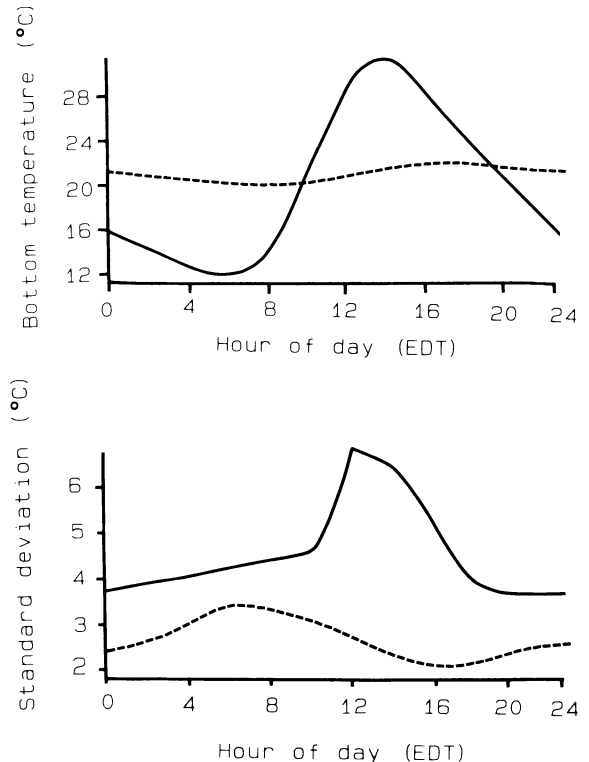 Bottom temperature (°C)
28
24
20
16
12
0 4 8 12 16 20 24
Hour of day (EDT)
Standard deviation (°C)
6
5
4
3
2
0 4 8 12 16 20 24
Hour of day (EDT)